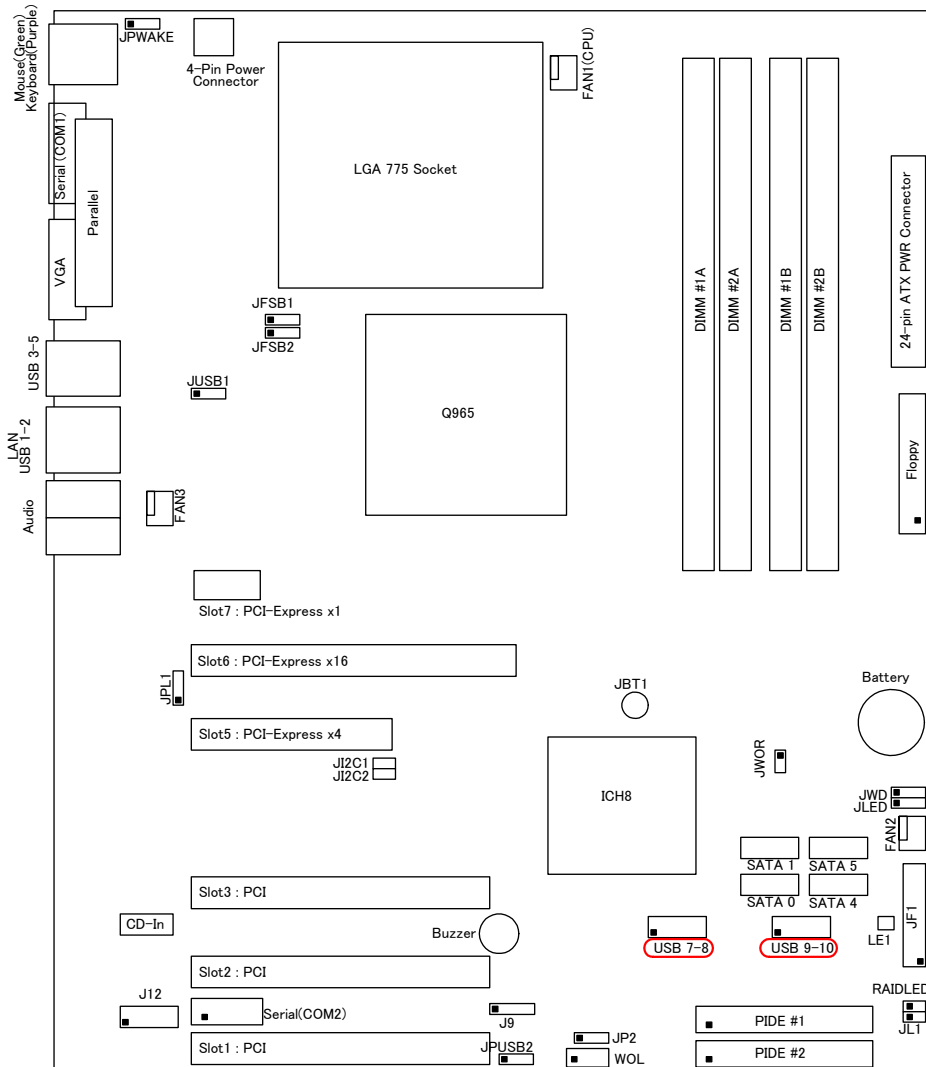 Mouse(Green)
Keyboard(Purple)
JPWAKE
4-Pin Power
Connector
FAN1(CPU)
Serial (COM1)
Parallel
VGA
LGA 775 Socket
DIMM #1A
DIMM #2A
DIMM #1B
DIMM #2B
24-pin ATX PWR Connector
JFSB1
JFSB2
USB 3-5
JUSB1
Q965
LAN
USB 1-2
Floppy
Audio
FAN3
Slot7 : PCI-Express x1
Slot6 : PCI-Express x16
JPL1
JBT1
Battery
Slot5 : PCI-Express x4
JI2C1
JI2C2
JWOR
ICH8
JWD
JLED
FAN2
SATA 1
SATA 5
SATA 0
SATA 4
JF1
Slot3 : PCI
CD-In
Buzzer
USB 7-8
USB 9-10
LE1
Slot2 : PCI
J12
Serial(COM2)
J9
RAIDLED
JL1
PIDE #1
JP2
Slot1 : PCI
JPUSB2
WOL
PIDE #2